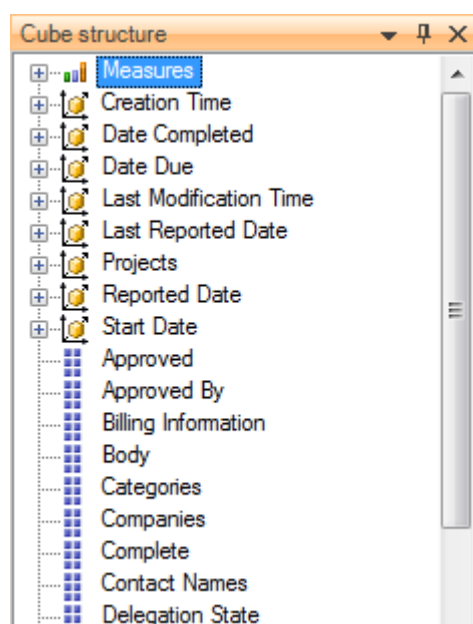 Cube structure
Measures
Creation Time
Date Completed
Date Due
Last Modification Time
Last Reported Date
Projects
Reported Date
Start Date
Approved
Approved By
Billing Information
Body
Categories
Companies
Complete
Contact Names
Delegation State